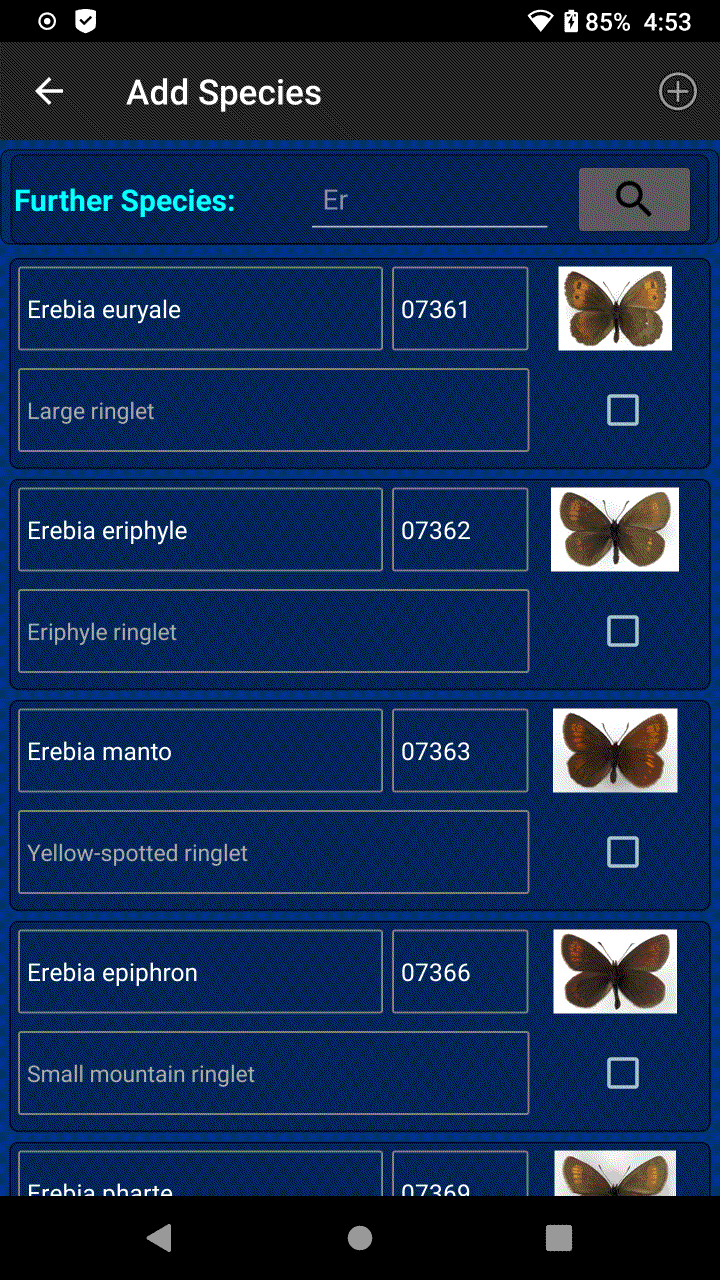 85% 4:53
Add Species
Further Species: Er
Erebia euryale 07361
Large ringlet
Erebia eriphyle 07362
Eriphyle ringlet
Erebia manto 07363
Yellow-spotted ringlet
Erebia epiphron 07366
Small mountain ringlet
Erebia pharte 07369